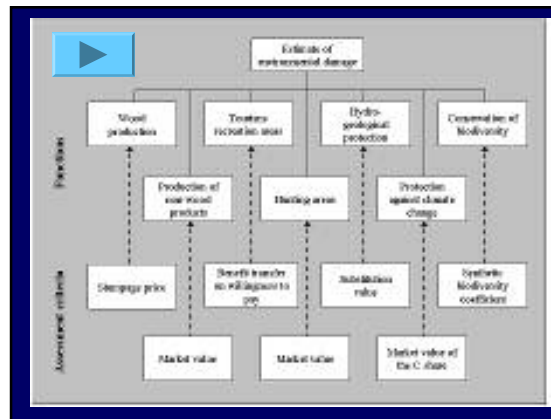 Estimate of
environmental damage
Wood
production
Tourism
recreation areas
Hydro-
geological
protection
Conservation of
biodiversity
Functions
Production of
non-wood
products
Hunting areas
Protection
against climate
change
Assessment criteria
Stumpage price
Benefit transfer
on willingness to
pay
Substitution
value
Synthetic
biodiversity
coefficient
Market value
Market value
Market value of
the C share